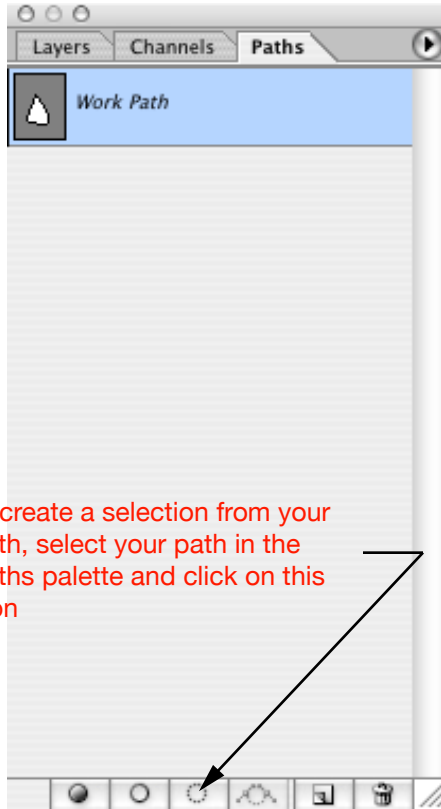 Layers Channels Paths
Work Path
create a selection from your
th, select your path in the
ths palette and click on this
on